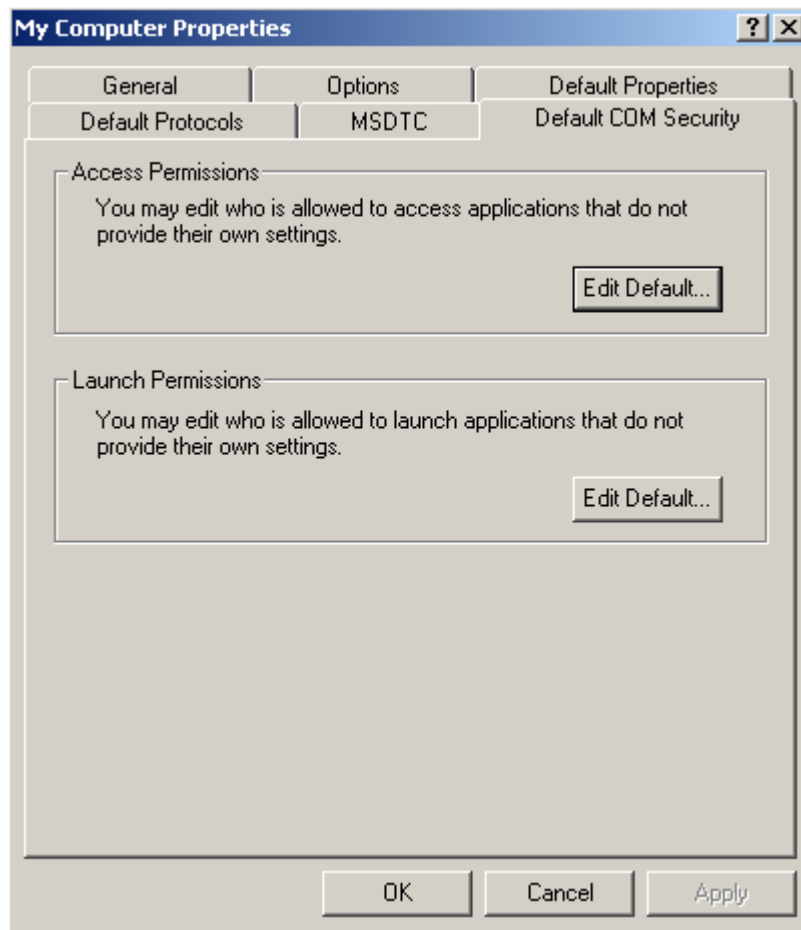 My Computer Properties
General Options Default Properties
Default Protocols MSDTC Default COM Security
Access Permissions
You may edit who is allowed to access applications that do not
provide their own settings.
Edit Default...
Launch Permissions
You may edit who is allowed to launch applications that do not
provide their own settings.
Edit Default...
OK Cancel Apply